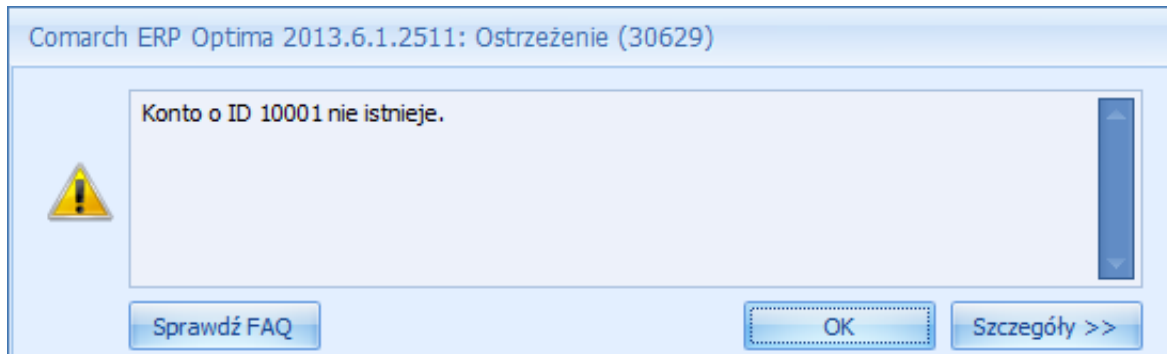 Comarch ERP Optima 2013.6.1.2511: Ostrzeżenie (30629)
Konto o ID 10001 nie istnieje.
Sprawdź FAQ OK Szczegóły >>